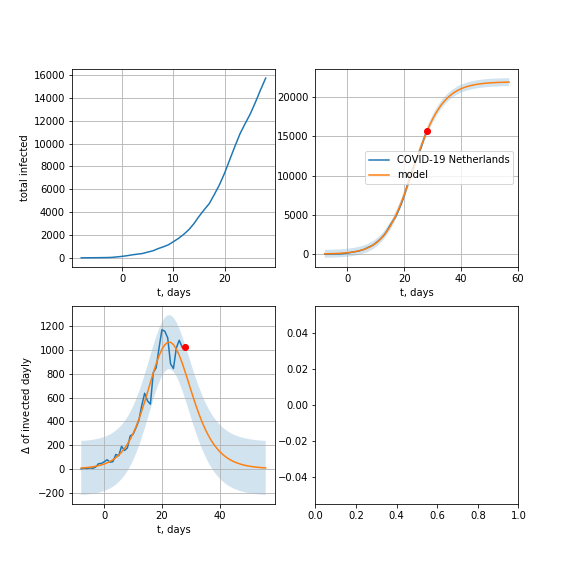 16000
14000
12000
10000
8000
6000
4000
2000
0
total infected
0 10 20
t, days
20000
15000
10000
5000
0
COVID-19 Netherlands
model
0 20 40 60
t, days
1200
1000
800
600
400
200
0
−200
Δ of invected dayly
0 20 40
t, days
0.04
0.02
0.00
−0.02
−0.04
0.0 0.2 0.4 0.6 0.8 1.0